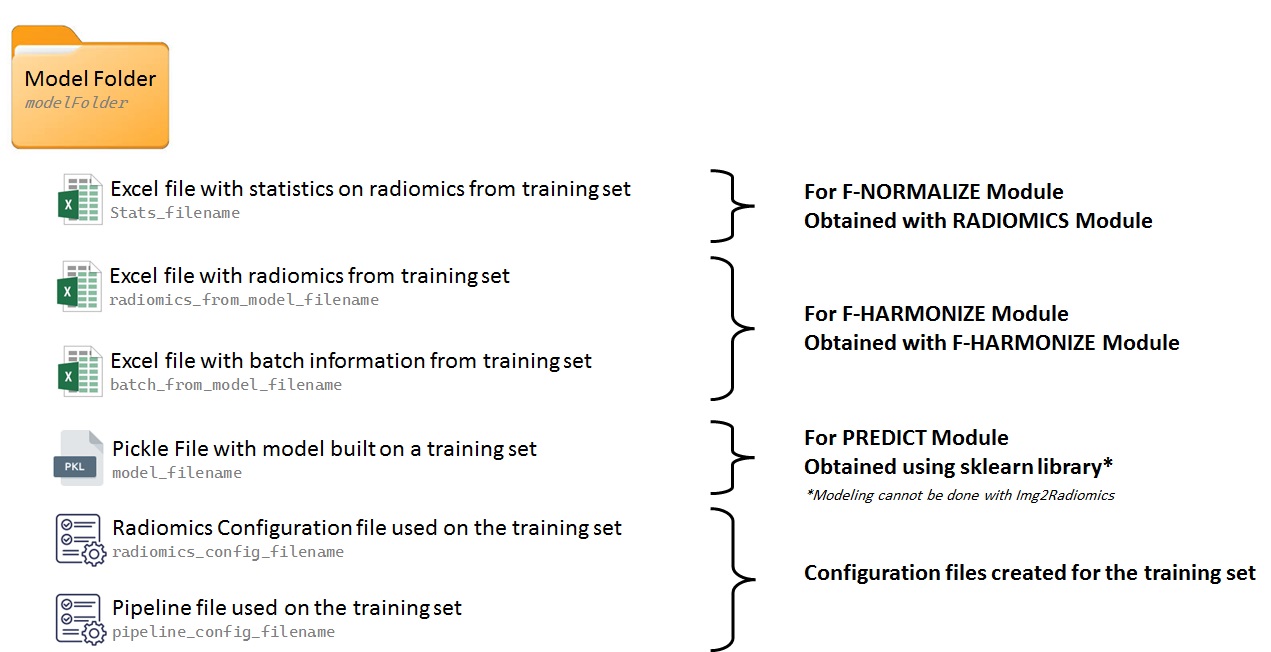 Model Folder
modelFolder
Excel file with statistics on radiomics from training set
Stats_filename
For F-NORMALIZE Module
Obtained with RADIOMICS Module
Excel file with radiomics from training set
radiomics_from_model_filename
Excel file with batch information from training set
batch_from_model_filename
For F-HARMONIZE Module
Obtained with F-HARMONIZE Module
PKL
Pickle File with model built on a training set
model_filename
For PREDICT Module
Obtained using sklearn library*
*Modeling cannot be done with Img2Radiomics
Radiomics Configuration file used on the training set
radiomics_config_filename
Pipeline file used on the training set
pipeline_config_filename
Configuration files created for the training set